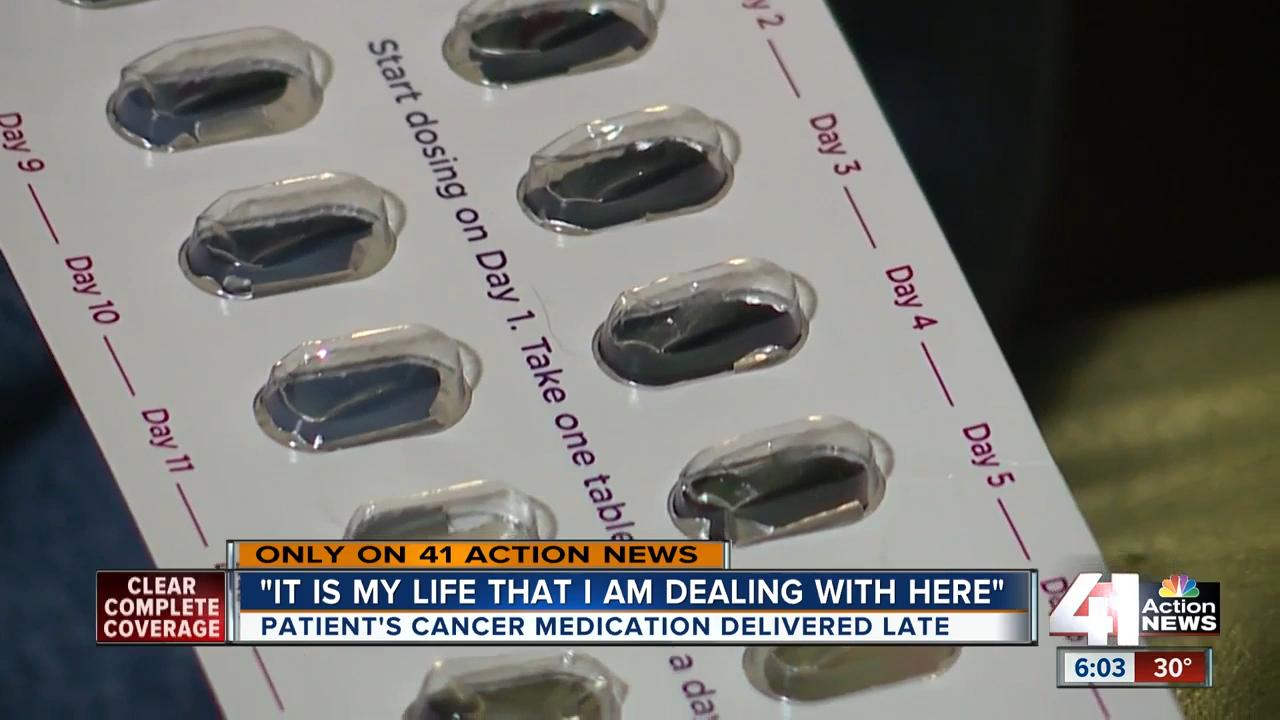 y 2
Day 3
Day 4
Day 5
Day 9
Day 10
Day 11
Start dosing on Day 1. Take one table
a day
ONLY ON 41 ACTION NEWS
CLEAR
COMPLETE
COVERAGE
"IT IS MY LIFE THAT I AM DEALING WITH HERE"
PATIENT'S CANCER MEDICATION DELIVERED LATE
41
Action
NEWS
6:03 30°